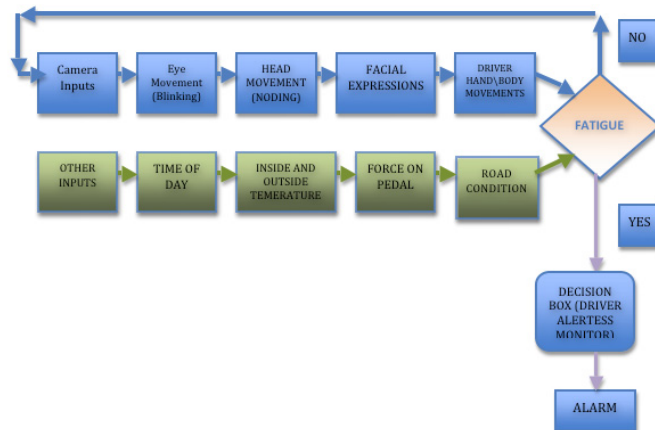 NO
Camera
Inputs
Eye
Movement
(Blinking)
HEAD
MOVEMENT
(NODING)
FACIAL
EXPRESSIONS
DRIVER
HAND\BODY
MOVEMENTS
FATIGUE
OTHER
INPUTS
TIME OF
DAY
INSIDE AND
OUTSIDE
TEMERATURE
FORCE ON
PEDAL
ROAD
CONDITION
YES
DECISION
BOX (DRIVER
ALERTESS
MONITOR)
ALARM